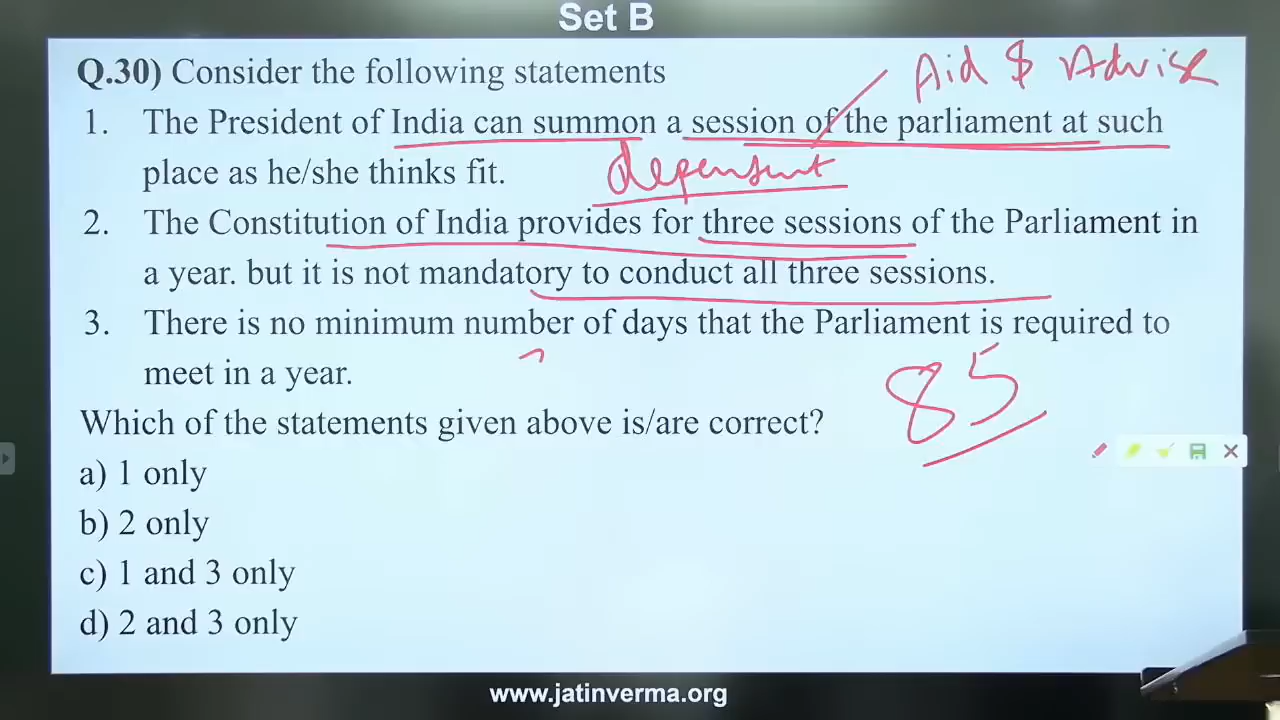 Set B
Q.30) Consider the following statements
Aid & Advise
1. The President of India can summon a session of the parliament at such
place as he/she thinks fit.
dependent
2. The Constitution of India provides for three sessions of the Parliament in
a year. but it is not mandatory to conduct all three sessions.
3. There is no minimum number of days that the Parliament is required to
meet in a year.
85
Which of the statements given above is/are correct?
a) 1 only
b) 2 only
c) 1 and 3 only
d) 2 and 3 only
www.jatinverma.org